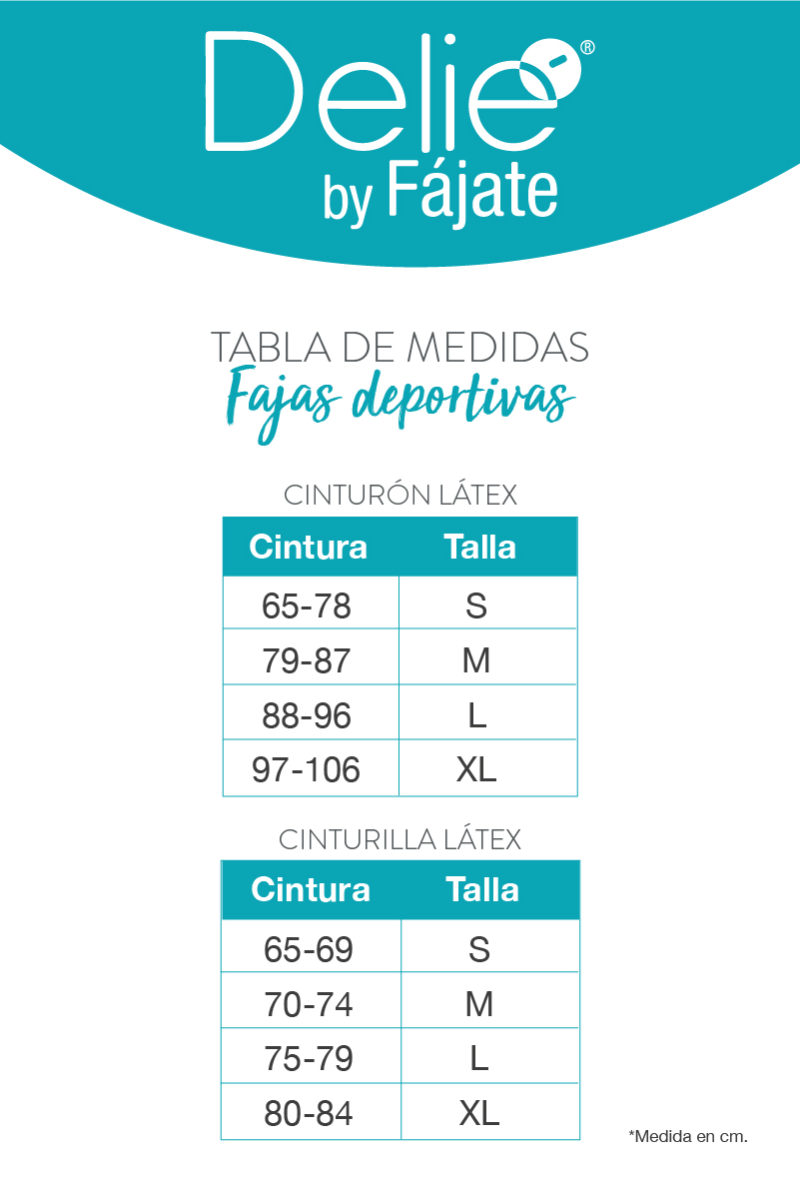 Delie®
by Fájate
TABLA DE MEDIDAS
Fajas deportivas
CINTURÓN LÁTEX
Cintura Talla
65-78 S
79-87 M
88-96 L
97-106 XL
CINTURILLA LÁTEX
Cintura Talla
65-69 S
70-74 M
75-79 L
80-84 XL
*Medida en cm.